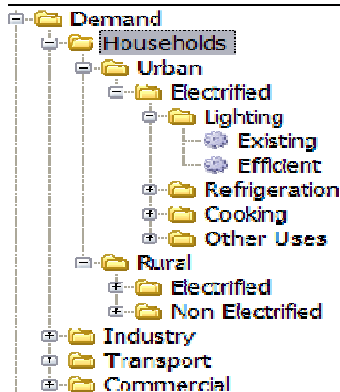 Demand
Households
Urban
Electrified
Lighting
Existing
Efficient
Refrigeration
Cooking
Other Uses
Rural
Electrified
Non Electrified
Industry
Transport
Commercial